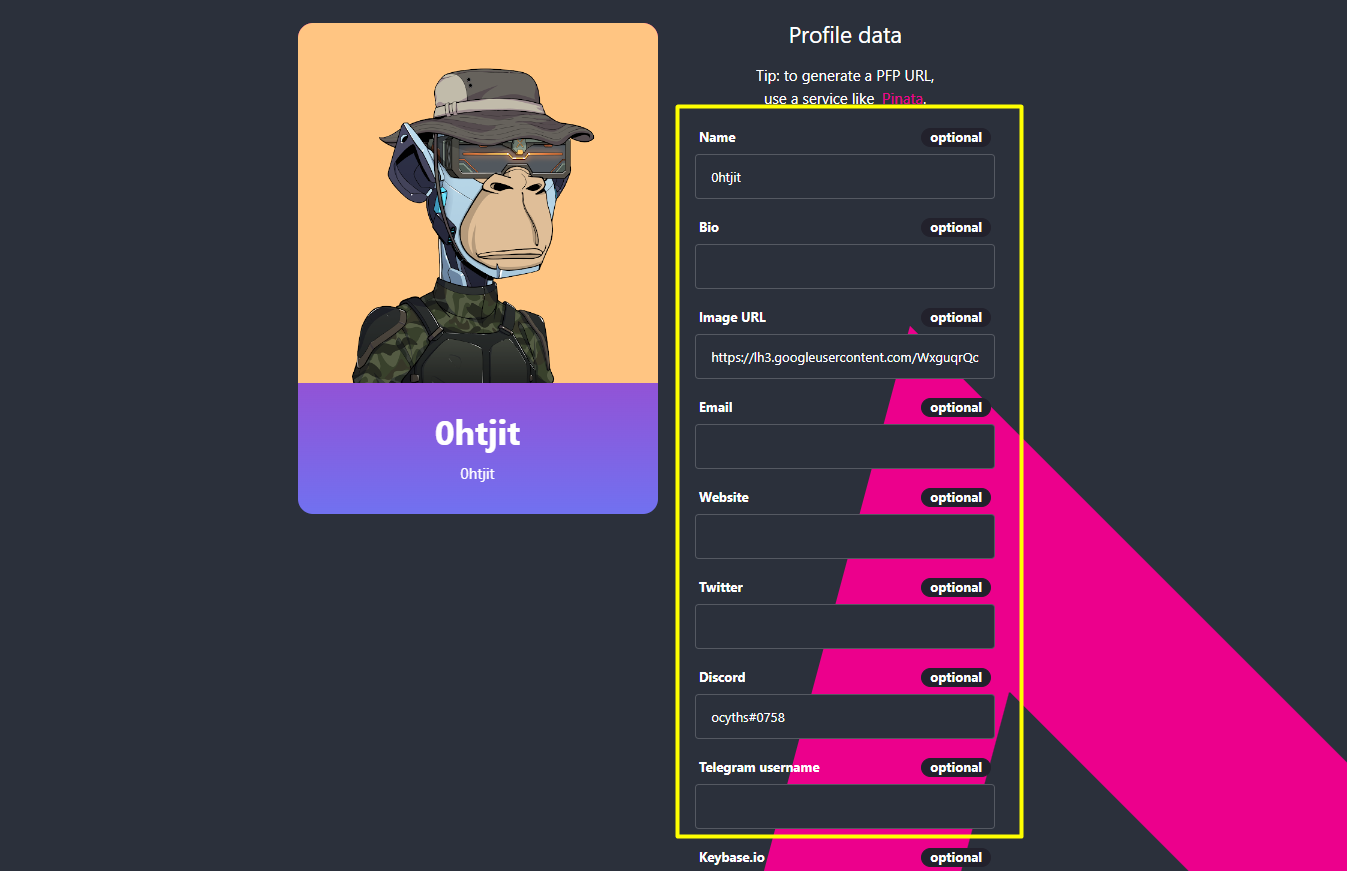 0htjit
0htjit
Profile data
Tip: to generate a PFP URL,
use a service like Pinata.
Name optional
0htjit
Bio optional
Image URL optional
https://lh3.googleusercontent.com/WxguqrQc
Email optional
Website optional
Twitter optional
Discord optional
ocyths#0758
Telegram username optional
Keybase.io optional